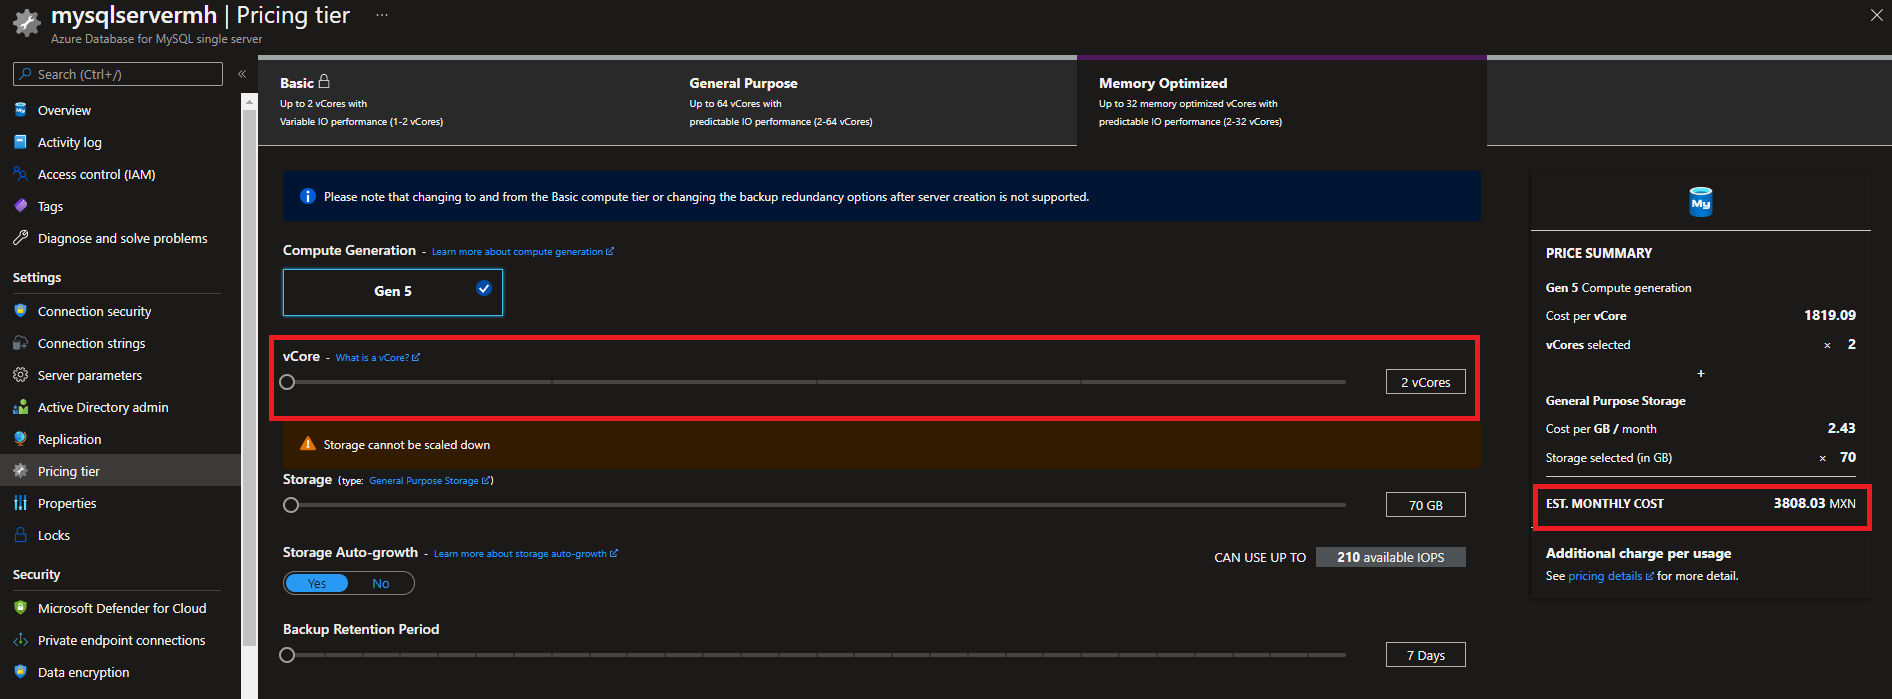 mysqlservermh | Pricing tier ...
Azure Database for MySQL single server
Search (Ctrl+/)
«
Overview
Activity log
Access control (IAM)
Tags
Diagnose and solve problems
Settings
Connection security
Connection strings
Server parameters
Active Directory admin
Replication
Pricing tier
Properties
Locks
Security
Microsoft Defender for Cloud
Private endpoint connections
Data encryption
Basic
Up to 2 vCores with
Variable IO performance (1-2 vCores)
General Purpose
Up to 64 vCores with
predictable IO performance (2-64 vCores)
Memory Optimized
Up to 32 memory optimized vCores with
predictable IO performance (2-32 vCores)
Please note that changing to and from the Basic compute tier or changing the backup redundancy options after server creation is not supported.
Compute Generation - Learn more about compute generation
Gen 5
vCore - What is a vCore?
2 vCores
Storage cannot be scaled down
Storage (type: General Purpose Storage)
70 GB
Storage Auto-growth - Learn more about storage auto-growth
Yes No
CAN USE UP TO 210 available IOPS
Backup Retention Period
7 Days
My
PRICE SUMMARY
Gen 5 Compute generation
Cost per vCore 1819.09
vCores selected × 2
+
General Purpose Storage
Cost per GB / month 2.43
Storage selected (in GB) × 70
EST. MONTHLY COST 3808.03 MXN
Additional charge per usage
See pricing details for more detail.